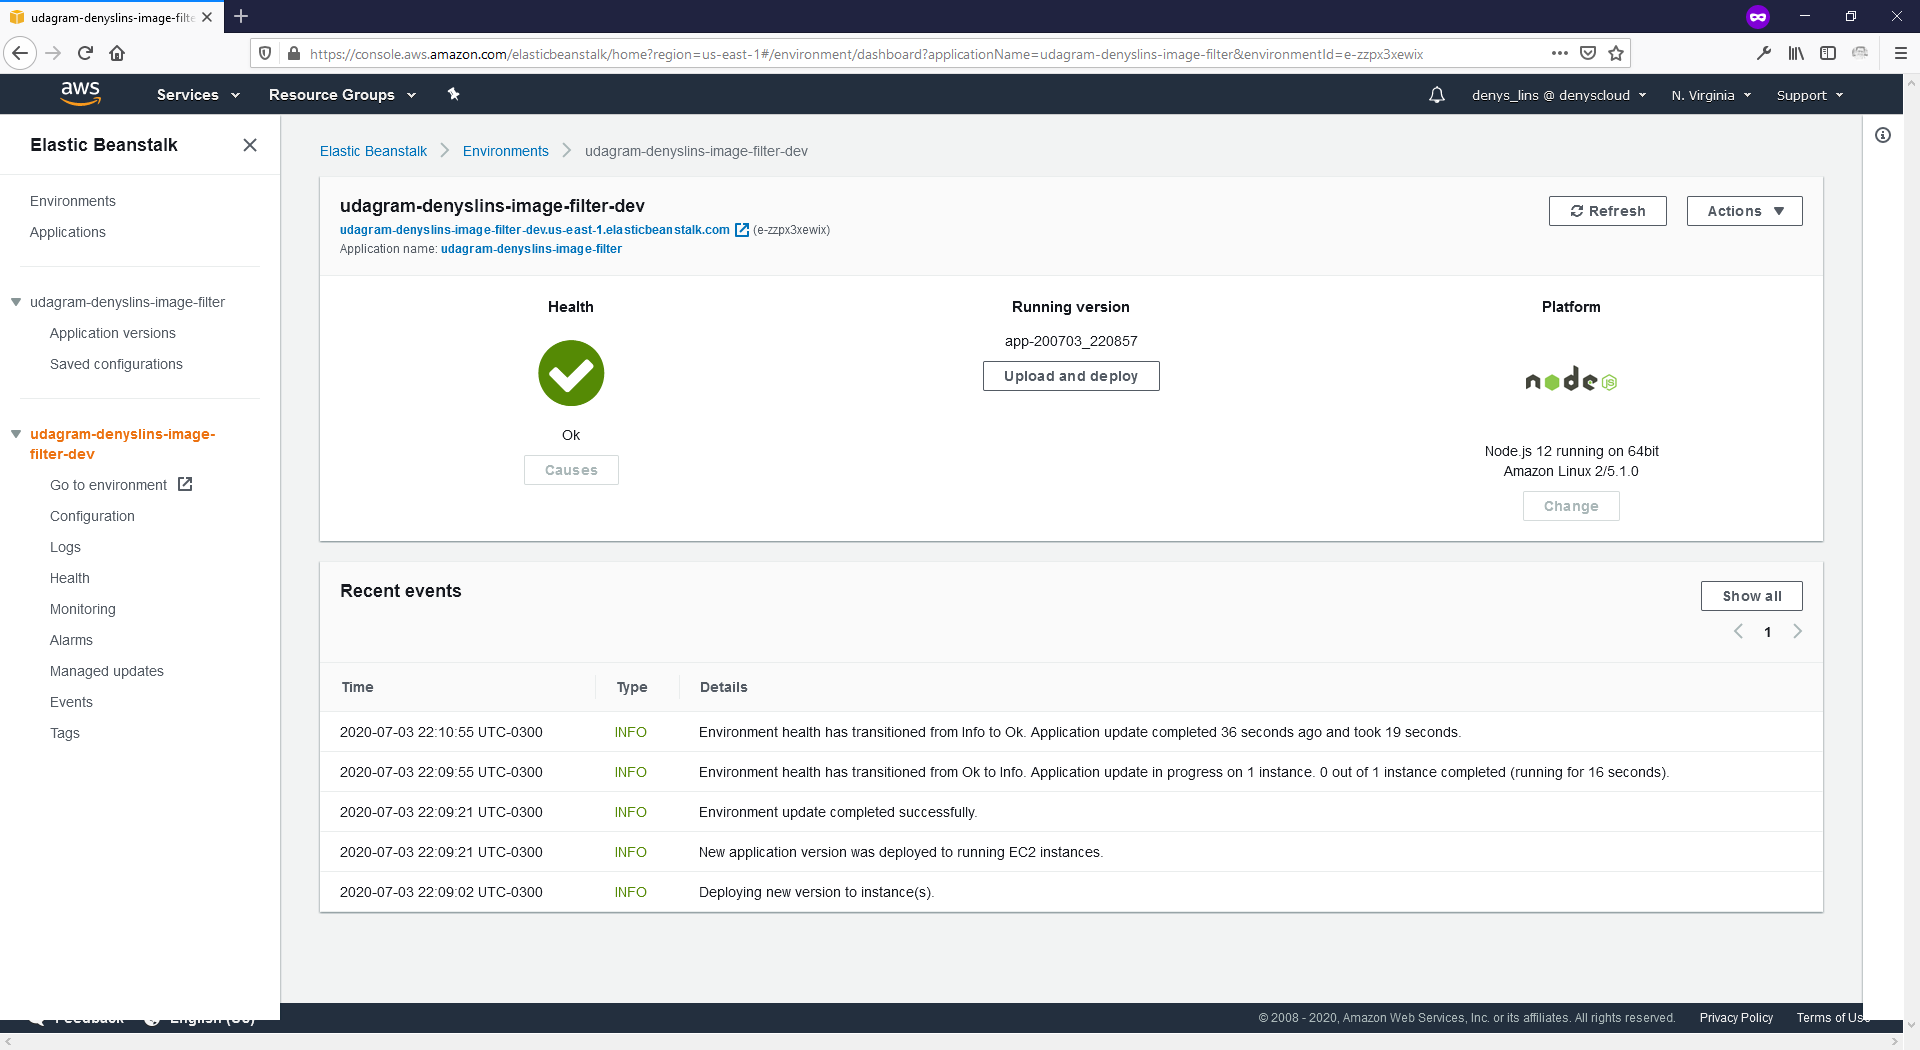 udagram-denyslins-image-filte
https://console.aws.amazon.com/elasticbeanstalk/home?region=us-east-1#/environment/dashboard?applicationName=udagram-denyslins-image-filter&environmentId=e-zzpx3xewix
aws
Services
Resource Groups
denys_lins @ denyscloud
N. Virginia
Support
Elastic Beanstalk
Environments
Applications
udagram-denyslins-image-filter
Application versions
Saved configurations
udagram-denyslins-image-
filter-dev
Go to environment
Configuration
Logs
Health
Monitoring
Alarms
Managed updates
Events
Tags
Elastic Beanstalk
Environments
udagram-denyslins-image-filter-dev
udagram-denyslins-image-filter-dev
udagram-denyslins-image-filter-dev.us-east-1.elasticbeanstalk.com (e-zzpx3xewix)
Application name: udagram-denyslins-image-filter
Refresh
Actions
Health
Ok
Causes
Running version
app-200703_220857
Upload and deploy
Platform
node JS
Node.js 12 running on 64bit
Amazon Linux 2/5.1.0
Change
Recent events
Show all
1
Time Type Details
2020-07-03 22:10:55 UTC-0300 INFO Environment health has transitioned from Info to Ok. Application update completed 36 seconds ago and took 19 seconds.
2020-07-03 22:09:55 UTC-0300 INFO Environment health has transitioned from Ok to Info. Application update in progress on 1 instance. 0 out of 1 instance completed (running for 16 seconds).
2020-07-03 22:09:21 UTC-0300 INFO Environment update completed successfully.
2020-07-03 22:09:21 UTC-0300 INFO New application version was deployed to running EC2 instances.
2020-07-03 22:09:02 UTC-0300 INFO Deploying new version to instance(s).
Feedback
English (US)
© 2008 - 2020, Amazon Web Services, Inc. or its affiliates. All rights reserved.
Privacy Policy
Terms of Use